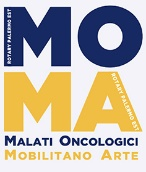 MO
ROTARY PALERMO EST
MA
ROTARY PALERMO EST
MALATI ONCOLOGICI
MOBILITANO ARTE